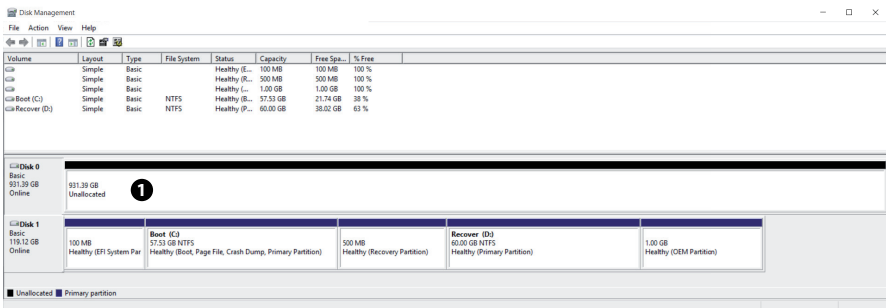 Disk Management
File Action View Help
Volume Layout Type File System Status Capacity Free Spa... % Free
Simple Basic Healthy (E... 100 MB 100 MB 100 %
Simple Basic Healthy (R... 500 MB 500 MB 100 %
Simple Basic Healthy (... 1.00 GB 1.00 GB 100 %
Boot (C:) Simple Basic NTFS Healthy (B... 57.53 GB 21.74 GB 38 %
Recover (D:) Simple Basic NTFS Healthy (P... 60.00 GB 38.02 GB 63 %
Disk 0
Basic
931.39 GB
Online
931.39 GB
Unallocated
1
Disk 1
Basic
119.12 GB
Online
100 MB
Healthy (EFI System Par
Boot (C:)
57.53 GB NTFS
Healthy (Boot, Page File, Crash Dump, Primary Partition)
500 MB
Healthy (Recovery Partition)
Recover (D:)
60.00 GB NTFS
Healthy (Primary Partition)
1.00 GB
Healthy (OEM Partition)
Unallocated Primary partition